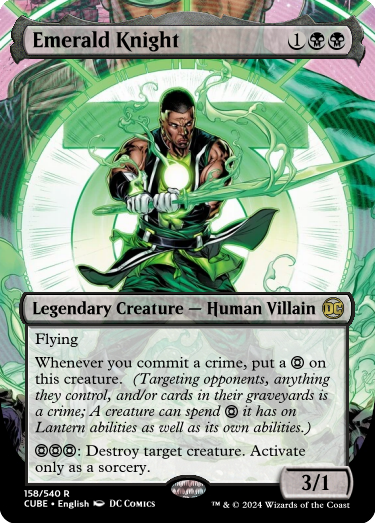 Emerald Knight 1
Legendary Creature — Human Villain DC
Flying
Whenever you commit a crime, put a on
this creature. (Targeting opponents, anything
they control, and/or cards in their graveyards is
a crime; A creature can spend it has on
Lantern abilities as well as its own abilities.)
: Destroy target creature. Activate
only as a sorcery.
3/1
158/540 R
CUBE • English DC COMICS
™ & © 2024 Wizards of the Coast